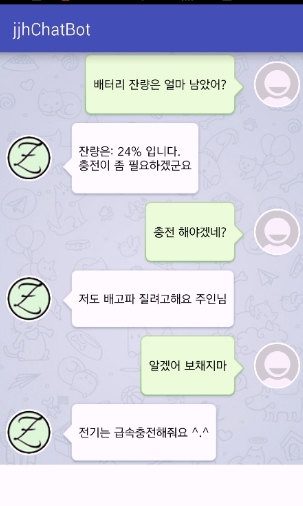 jjhChatBot
배터리 잔량은 얼마 남았어?
잔량은: 24% 입니다.
충전이 좀 필요하겠군요
충전 해야겠네?
저도 배고파 질려고해요 주인님
알겠어 보채지마
전기는 급속충전해줘요 ^.^